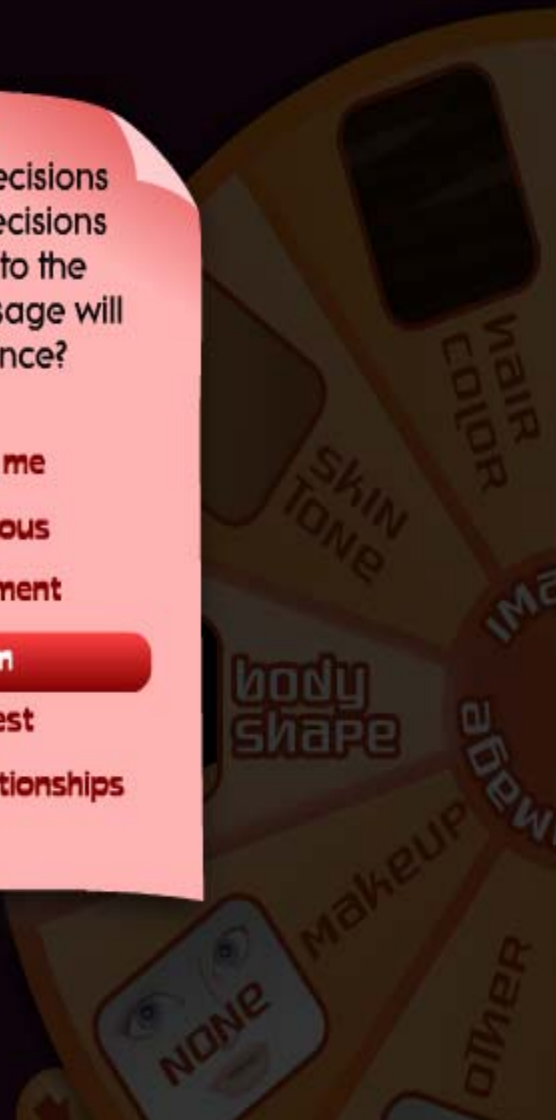 ecisions
ecisions
to the
sage will
nce?
me
ous
ment
n
est
tionships
HAIR
COLOR
SKIN
TONE
body
shape
makeup
NONE
other
ima
image